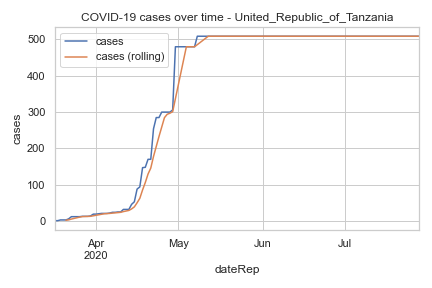 COVID-19 cases over time - United_Republic_of_Tanzania
cases
cases (rolling)
500
400
300
200
100
0
cases
Apr
2020
May
Jun
Jul
dateRep